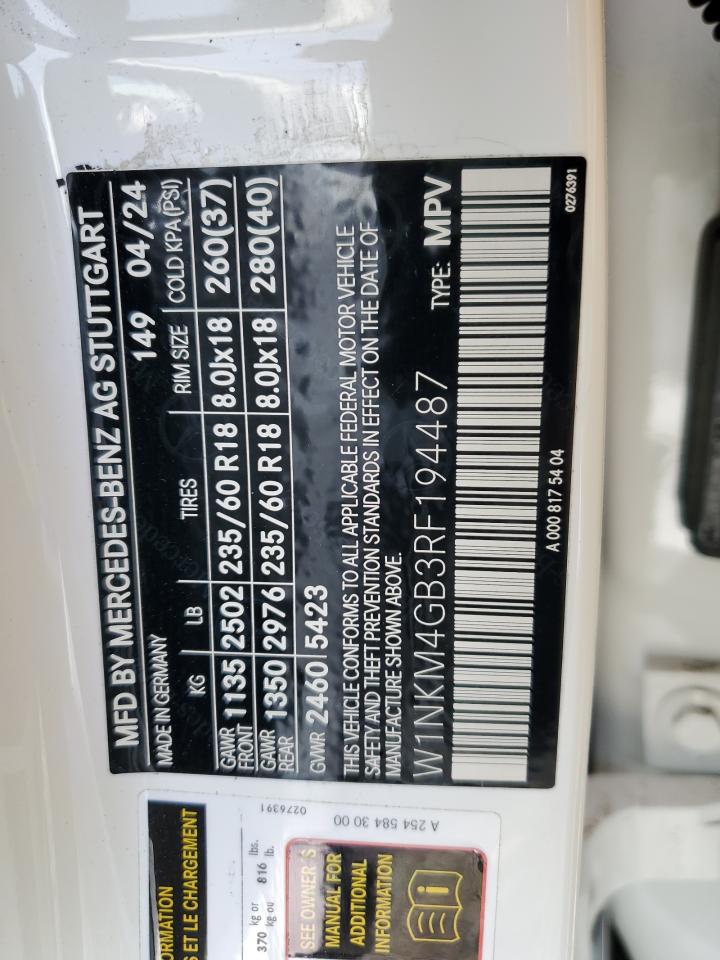 MFD BY MERCEDES-BENZ AG STUTTGART
MADE IN GERMANY 149 04/24
KG LB TIRES RIM SIZE COLD KPA(PSI)
GAWR FRONT 1135 2502 235/60 R18 8.0Jx18 260(37)
GAWR REAR 1350 2976 235/60 R18 8.0Jx18 280(40)
GVWR 2460 5423
THIS VEHICLE CONFORMS TO ALL APPLICABLE FEDERAL MOTOR VEHICLE
SAFETY AND THEFT PREVENTION STANDARDS IN EFFECT ON THE DATE OF
MANUFACTURE SHOWN ABOVE.
W1NKM4GB3RF194487 TYPE: MPV
A 000 817 54 04 0276391
A 254 584 30 00 0276391
ORMATION
S ET LE CHARGEMENT
370 kg or 816 lbs.
kg ou lb.
SEE OWNER'S
MANUAL FOR
ADDITIONAL
INFORMATION